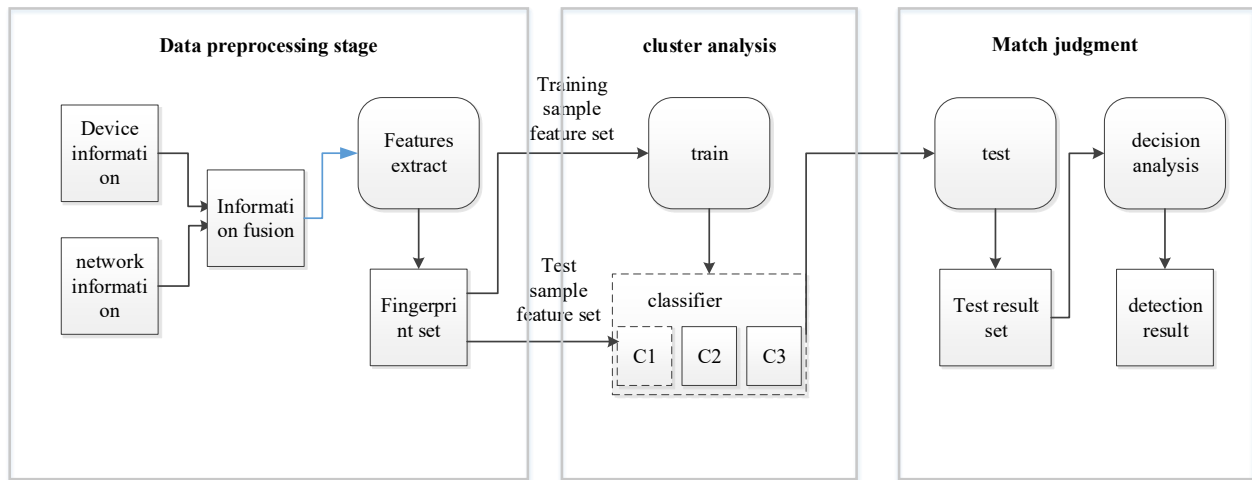 Data preprocessing stage
Device
informati
on
network
informati
on
Informati
on fusion
Features
extract
Fingerpri
nt set
Training
sample
feature set
Test
sample
feature set
cluster analysis
train
classifier
C1
C2
C3
Match judgment
test
Test result
set
decision
analysis
detection
result